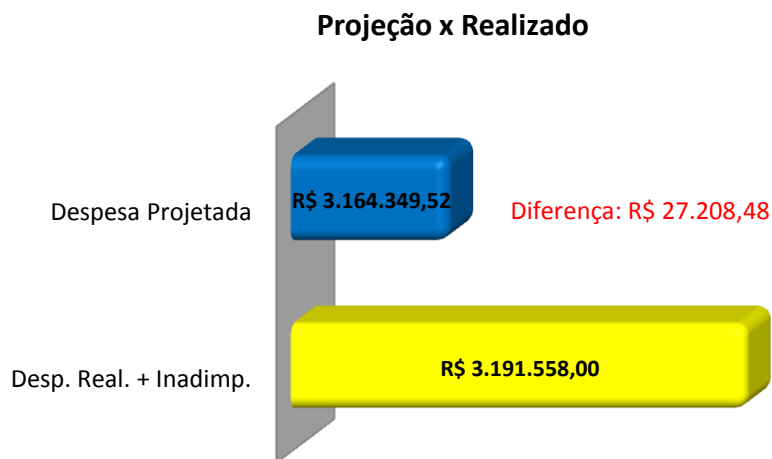 Projeção x Realizado
Despesa Projetada
R$ 3.164.349,52
Diferença: R$ 27.208,48
Desp. Real. + Inadimp.
R$ 3.191.558,00